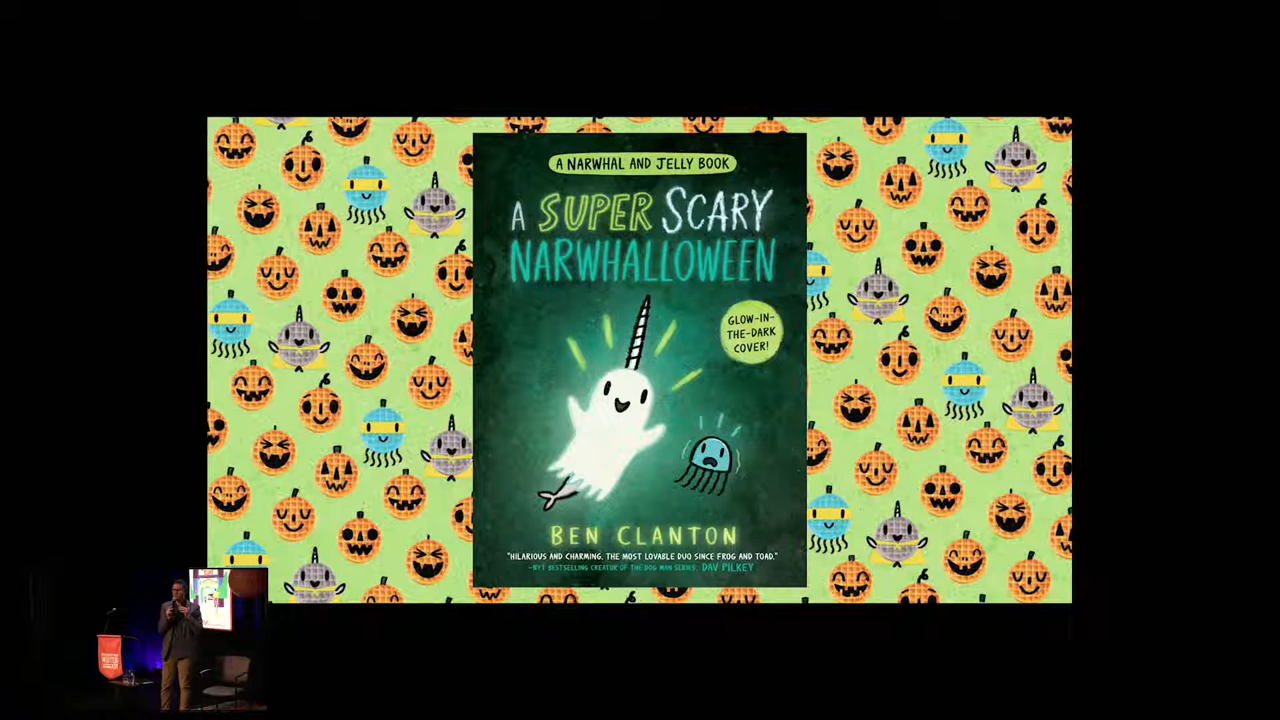 A NARWHAL AND JELLY BOOK
A SUPER SCARY
NARWHALLOWEEN
GLOW-IN-
THE-DARK
COVER!
BEN CLANTON
"HILARIOUS AND CHARMING. THE MOST LOVABLE DUO SINCE FROG AND TOAD."
—NYT BESTSELLING CREATOR OF THE DOG MAN SERIES, DAV PILKEY